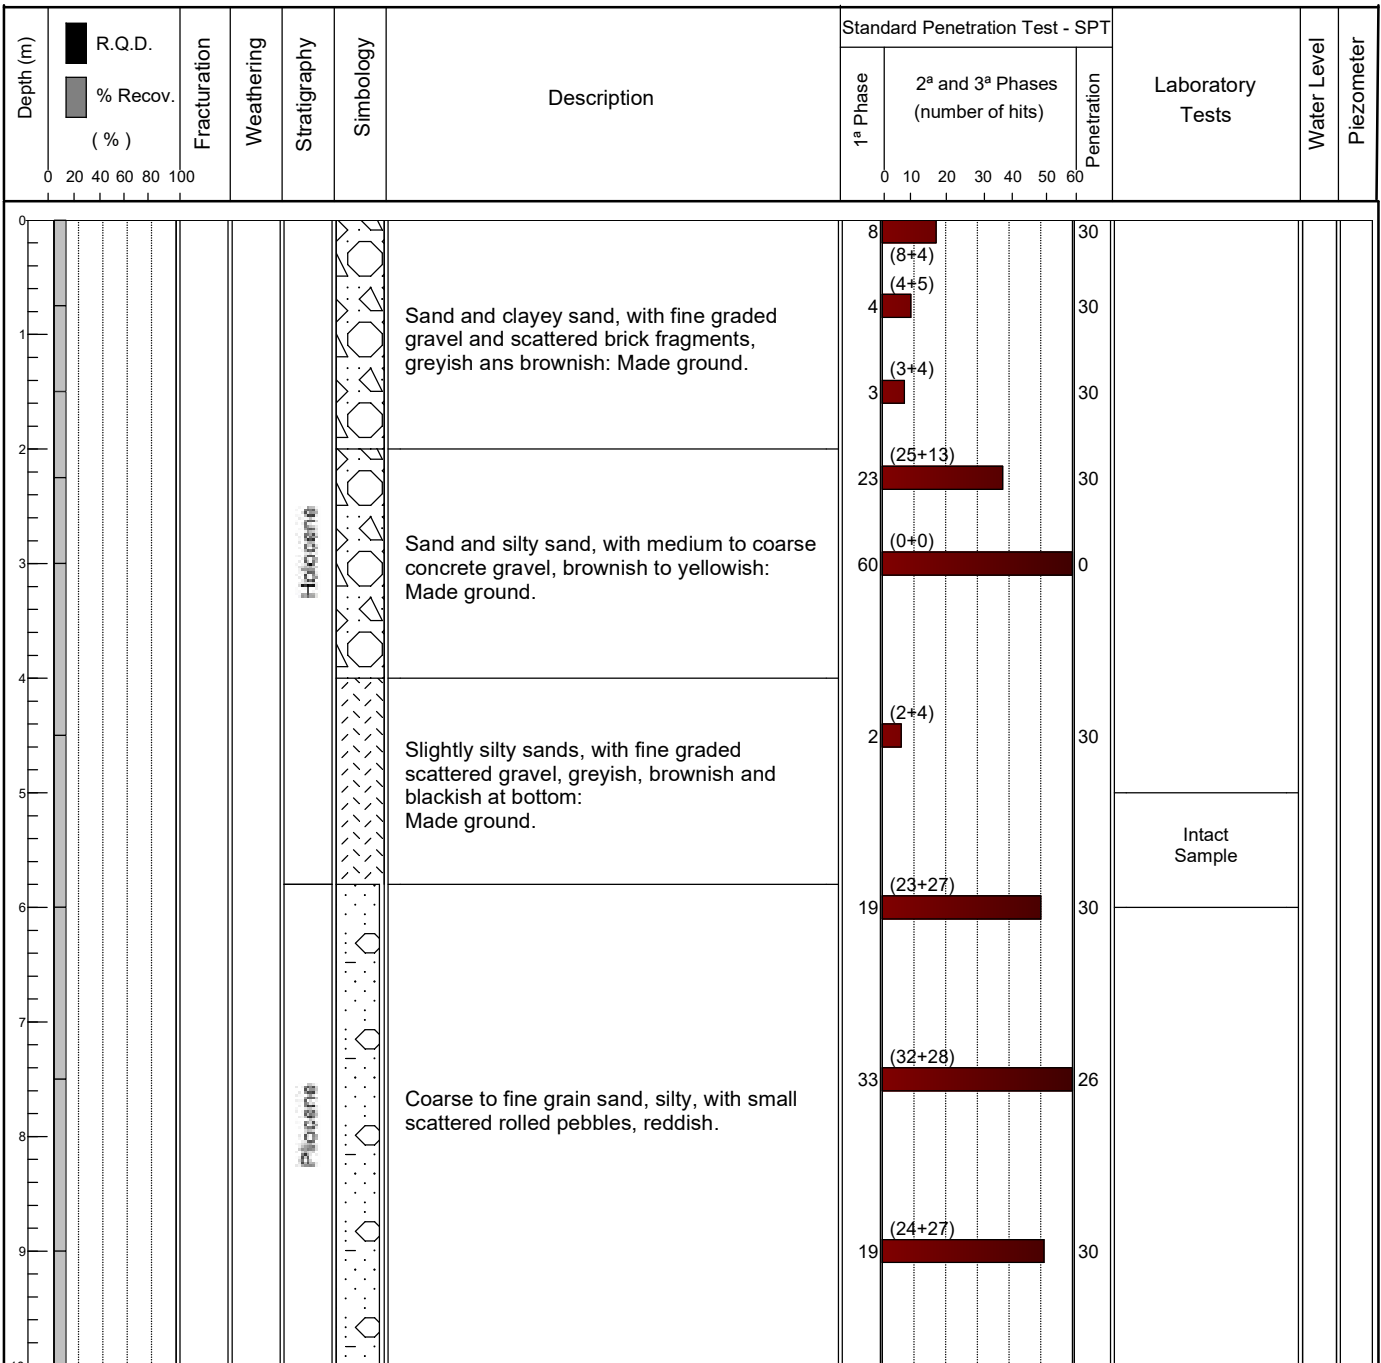 Depth (m)
R.Q.D.
% Recov.
( % )
0 20 40 60 80 100
Fracturation
Weathering
Stratigraphy
Simbology
Description
Standard Penetration Test - SPT
1ª Phase
2ª and 3ª Phases
(number of hits)
0 10 20 30 40 50 60
Penetration
Laboratory
Tests
Water Level
Piezometer
0
8
30
(8+4)
(4+5)
4
30
1
Sand and clayey sand, with fine graded
gravel and scattered brick fragments,
greyish ans brownish: Made ground.
(3+4)
3
30
2
(25+13)
23
30
Holocene
Sand and silty sand, with medium to coarse
concrete gravel, brownish to yellowish:
Made ground.
(0+0)
3
60
0
4
(2+4)
2
30
Slightly silty sands, with fine graded
scattered gravel, greyish, brownish and
blackish at bottom:
Made ground.
5
Intact
Sample
(23+27)
6
19
30
7
(32+28)
33
26
Pliocene
Coarse to fine grain sand, silty, with small
scattered rolled pebbles, reddish.
8
(24+27)
9
19
30